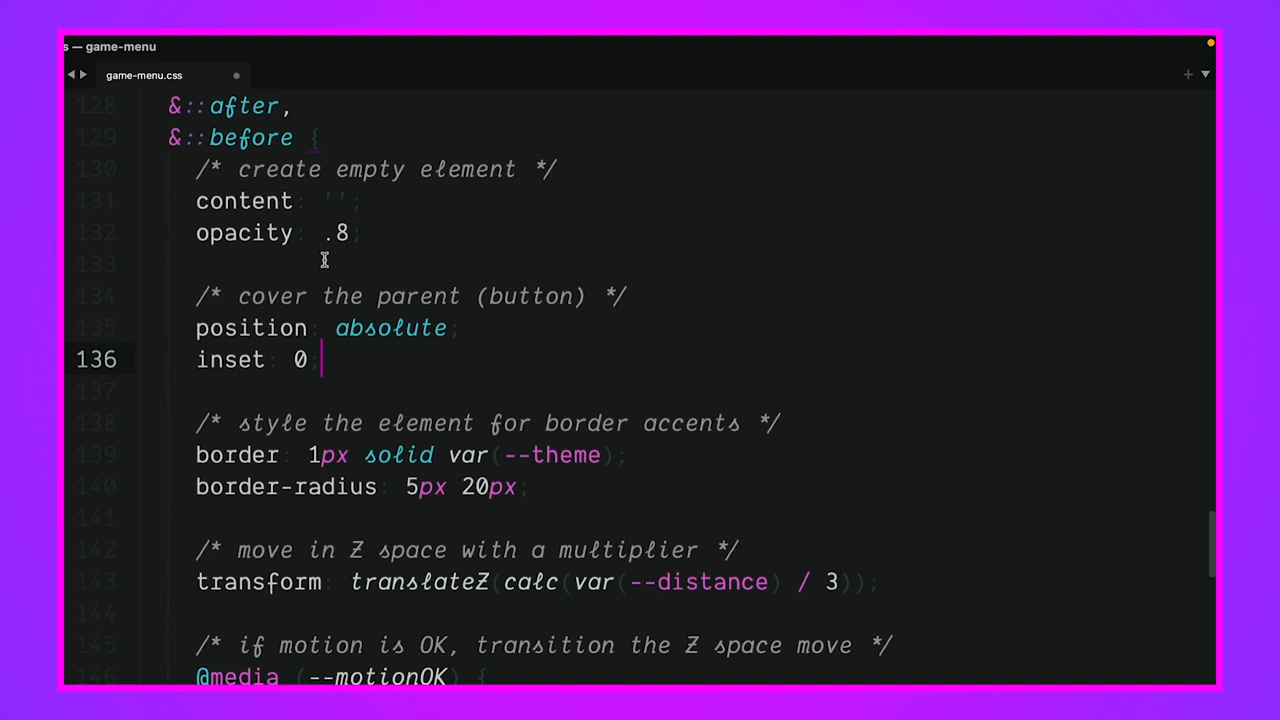 s — game-menu
game-menu.css
128 &::after,
129 &::before {
130 /* create empty element */
131 content: '';
132 opacity: .8;
133
134 /* cover the parent (button) */
135 position: absolute;
136 inset: 0;
137
138 /* style the element for border accents */
139 border: 1px solid var(--theme);
140 border-radius: 5px 20px;
141
142 /* move in Z space with a multiplier */
143 transform: translateZ(calc(var(--distance) / 3));
144
145 /* if motion is OK, transition the Z space move */
146 @media (--motionOK) {